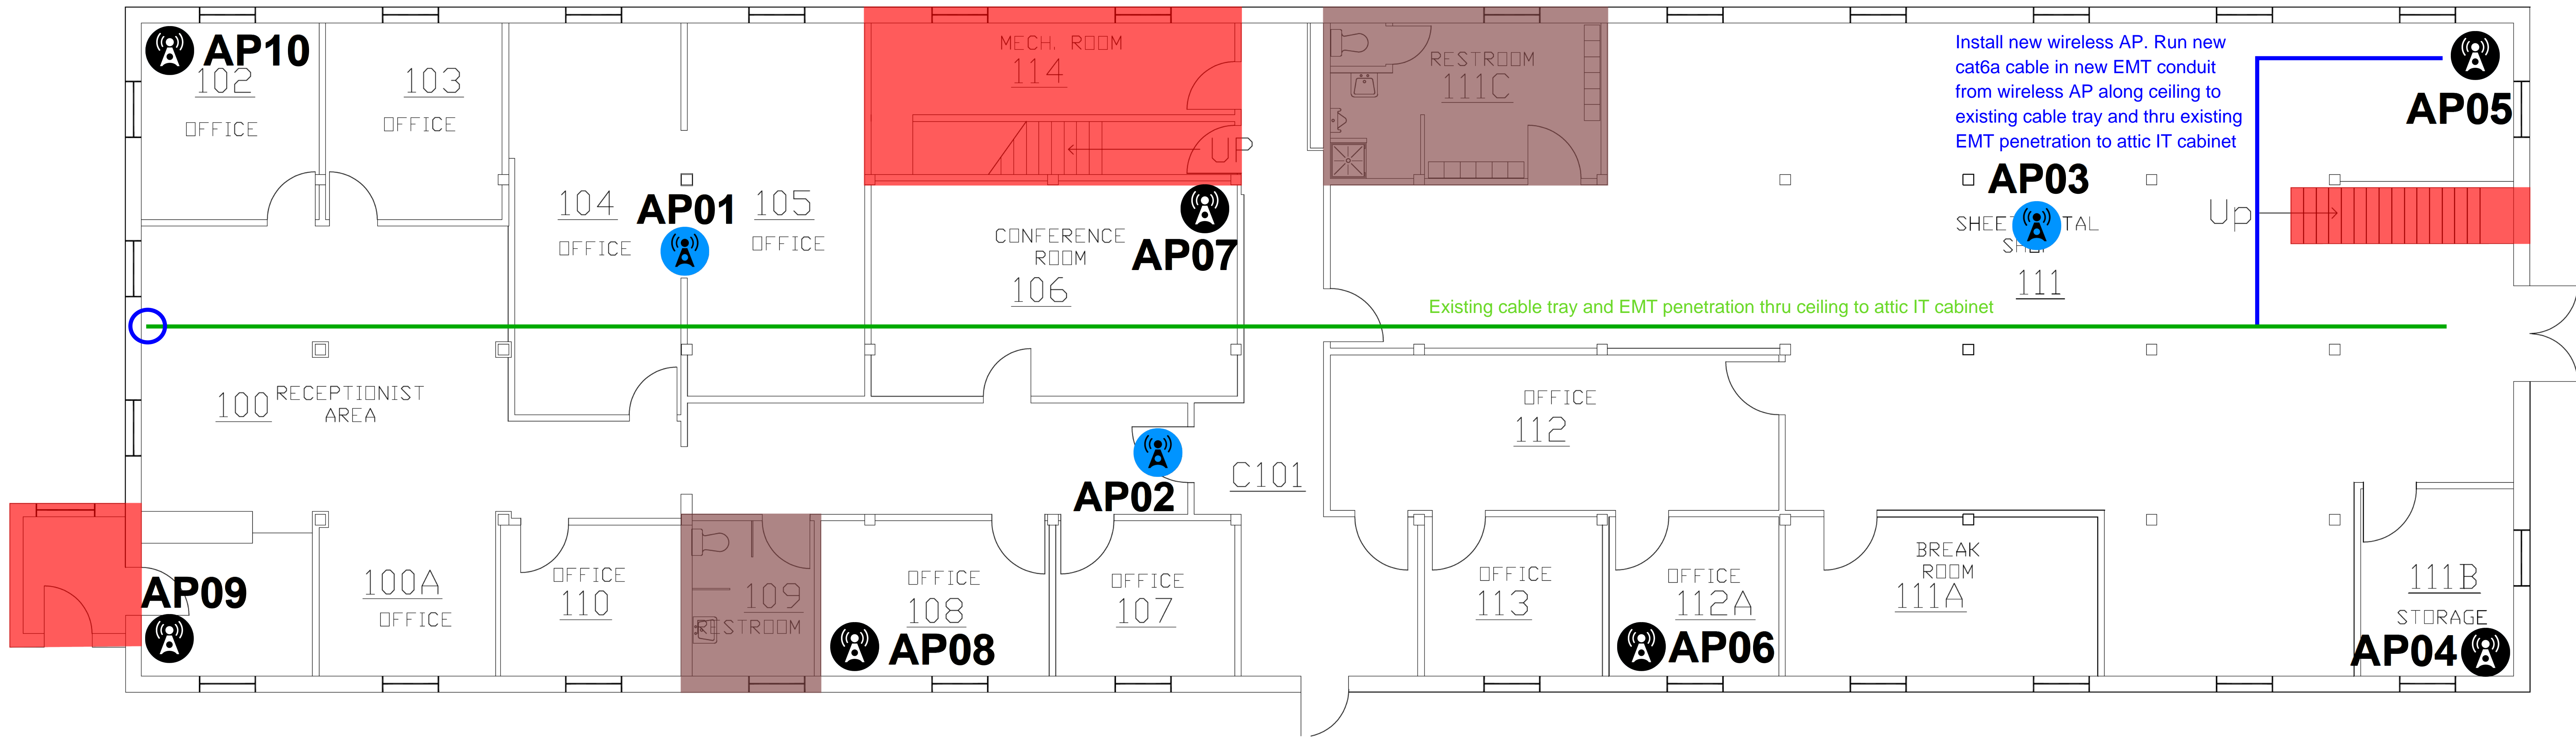 AP10
102
OFFICE
103
OFFICE
104
OFFICE
AP01
105
OFFICE
MECH. ROOM
114
UP
CONFERENCE
ROOM
106
AP07
RESTROOM
111C
Install new wireless AP. Run new
cat6a cable in new EMT conduit
from wireless AP along ceiling to
existing cable tray and thru existing
EMT penetration to attic IT cabinet
AP05
AP03
SHEET METAL
SHOP
111
Up
Existing cable tray and EMT penetration thru ceiling to attic IT cabinet
100
RECEPTIONIST
AREA
AP02
C101
OFFICE
112
AP09
100A
OFFICE
OFFICE
110
109
RESTROOM
OFFICE
108
AP08
OFFICE
107
OFFICE
113
OFFICE
112A
AP06
BREAK
ROOM
111A
111B
STORAGE
AP04